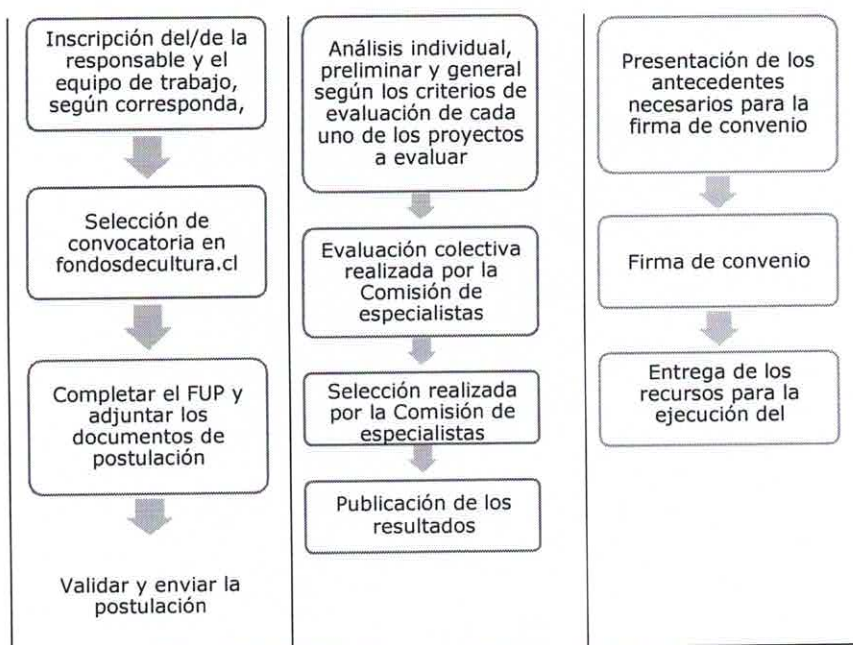 Inscripción del/de la
responsable y el
equipo de trabajo,
según corresponda,
Selección de
convocatoria en
fondosdecultura.cl
Completar el FUP y
adjuntar los
documentos de
postulación
Validar y enviar la
postulación
Análisis individual,
preliminar y general
según los criterios de
evaluación de cada
uno de los proyectos
a evaluar
Evaluación colectiva
realizada por la
Comisión de
especialistas
Selección realizada
por la Comisión de
especialistas
Publicación de los
resultados
Presentación de los
antecedentes
necesarios para la
firma de convenio
Firma de convenio
Entrega de los
recursos para la
ejecución del